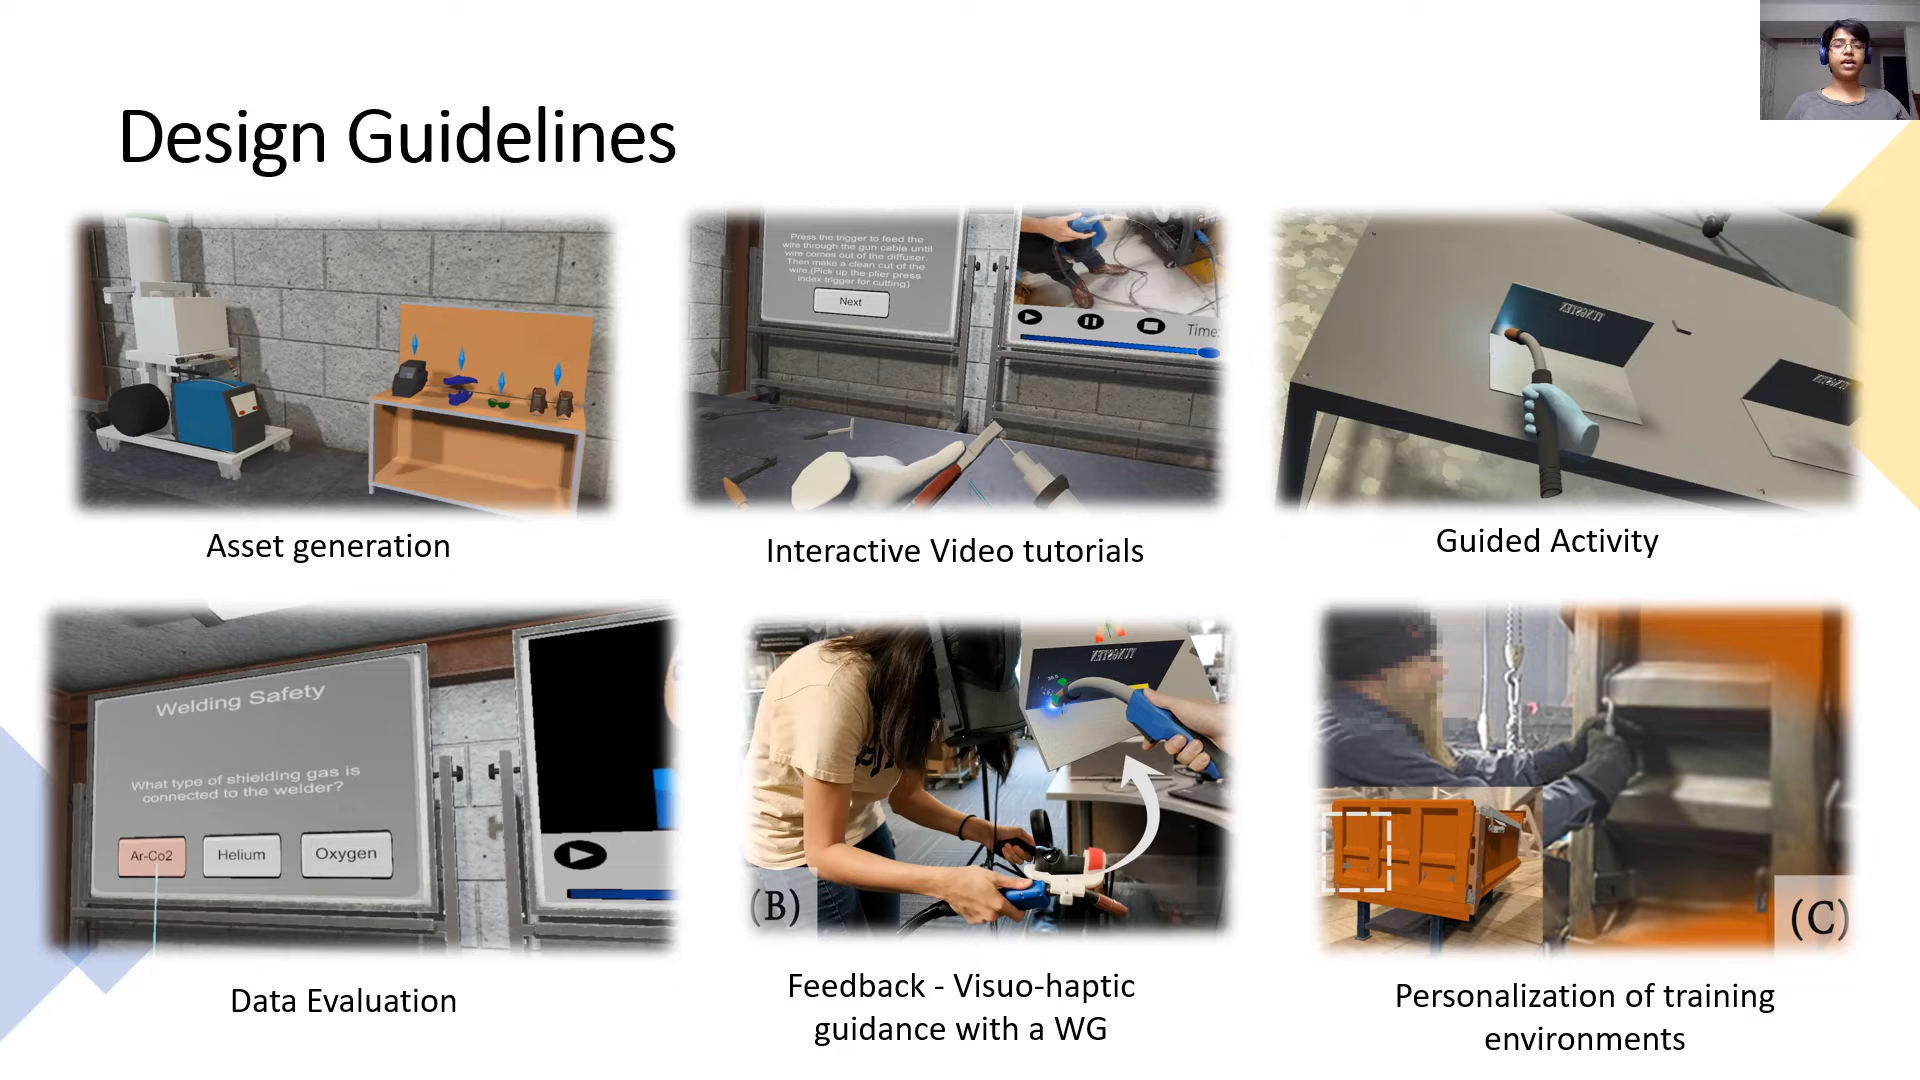 Design Guidelines
Press the trigger to feed the
wire through the gun cable until
wire comes out of the diffuser.
Then make a clean cut of the
wire.(Pick up the plier press
index trigger for cutting)
Next
Time:
TUNGSTEN
TUNGSTEN
Asset generation
Interactive Video tutorials
Guided Activity
Welding Safety
What type of shielding gas is
connected to the welder?
Ar-Co2
Helium
Oxygen
TUNGSTEN
(B)
(C)
Data Evaluation
Feedback - Visuo-haptic
guidance with a WG
Personalization of training
environments